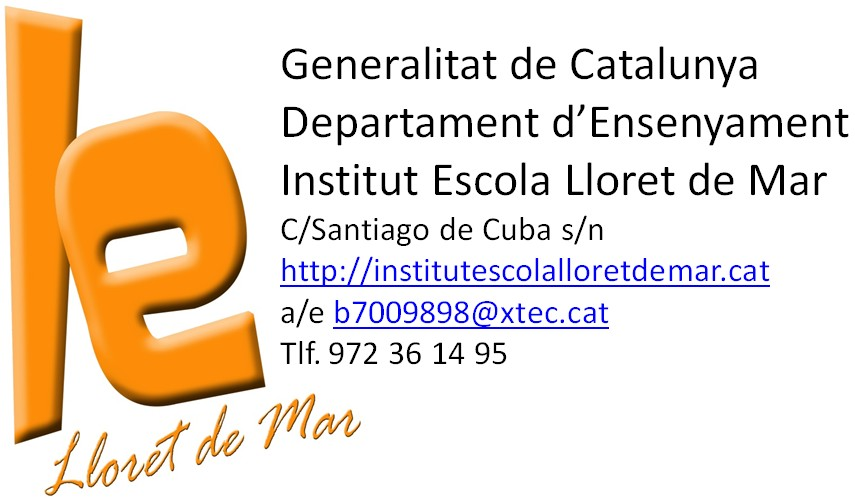 Ie
Lloret de Mar
Generalitat de Catalunya
Departament d’Ensenyament
Institut Escola Lloret de Mar
C/Santiago de Cuba s/n
http://institutescolalloretdemar.cat
a/e b7009898@xtec.cat
Tlf. 972 36 14 95